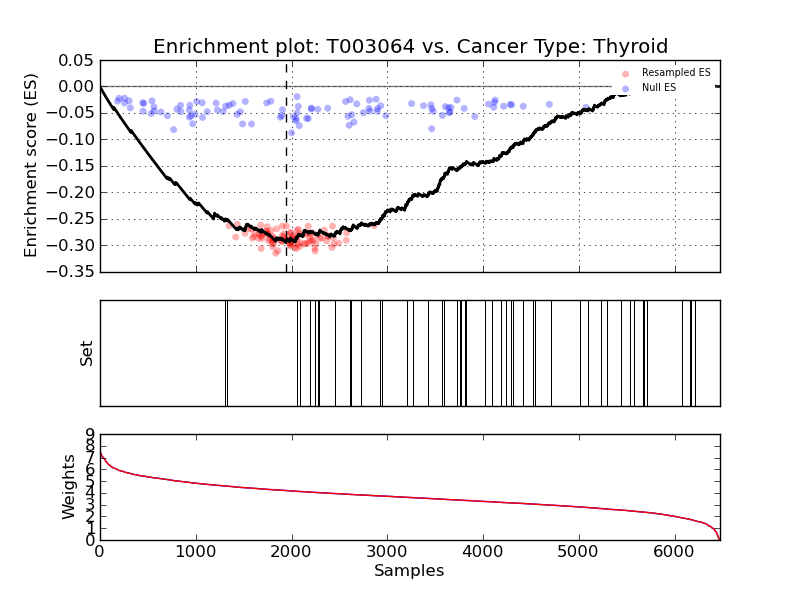 Enrichment plot: T003064 vs. Cancer Type: Thyroid
Enrichment score (ES)
0.05
0.00
−0.05
−0.10
−0.15
−0.20
−0.25
−0.30
−0.35
Resampled ES
Null ES
Set
Weights
9
8
7
6
5
4
3
2
1
0
0 1000 2000 3000 4000 5000 6000
Samples